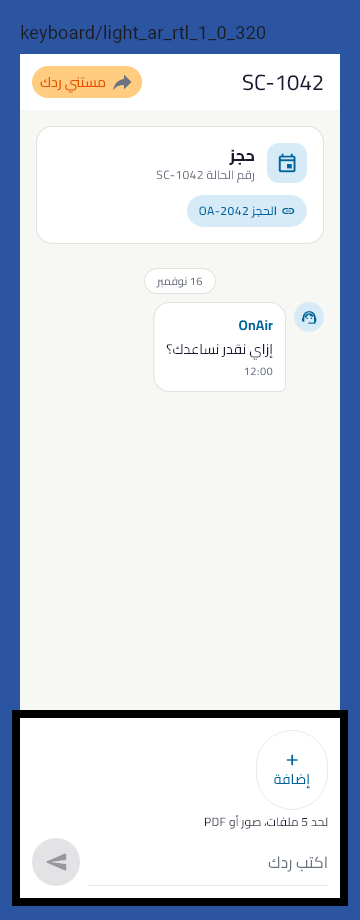 keyboard/light_ar_rtl_1_0_320
SC-1042
مستني ردك
حجز
رقم الحالة SC-1042
الحجز OA-2042
16 نوفمبر
OnAir
إزاي نقدر نساعدك؟
12:00
إضافة
لحد 5 ملفات، صور أو PDF
اكتب ردك